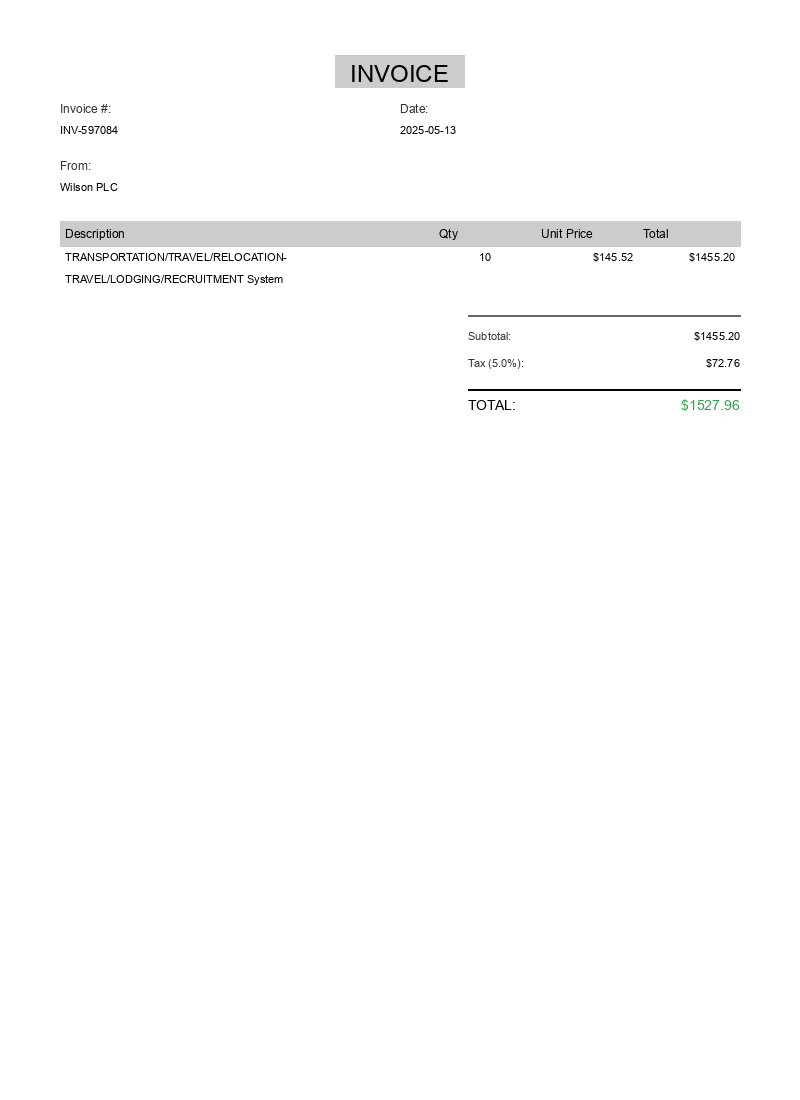 INVOICE
Invoice #: Date:
INV-597084 2025-05-13
From:
Wilson PLC
Description Qty Unit Price Total
TRANSPORTATION/TRAVEL/RELOCATION- 10 $145.52 $1455.20
TRAVEL/LODGING/RECRUITMENT System
Subtotal: $1455.20
Tax (5.0%): $72.76
TOTAL: $1527.96